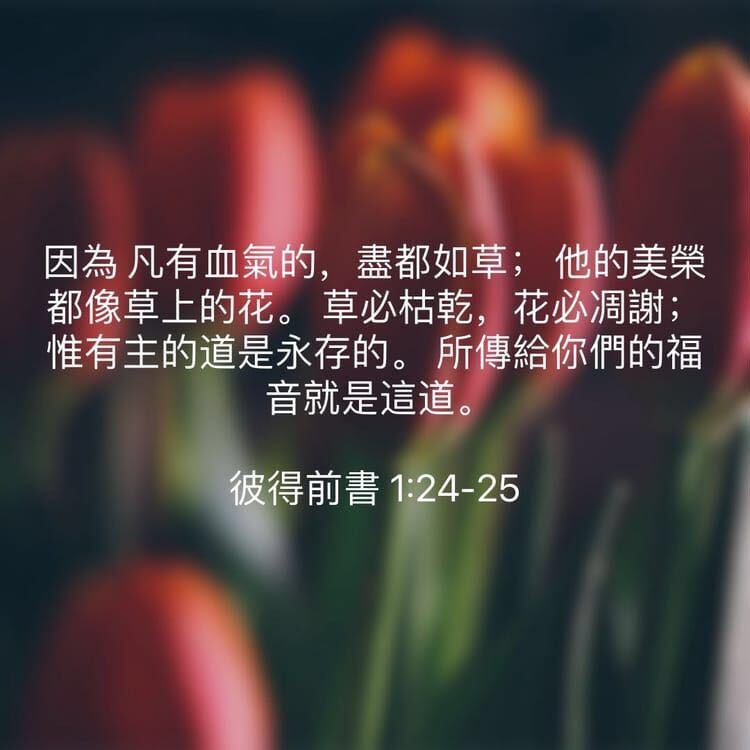 因為 凡有血氣的，盡都如草； 他的美榮
都像草上的花。 草必枯乾，花必凋謝；
惟有主的道是永存的。 所傳給你們的福
音就是這道。
彼得前書 1:24-25